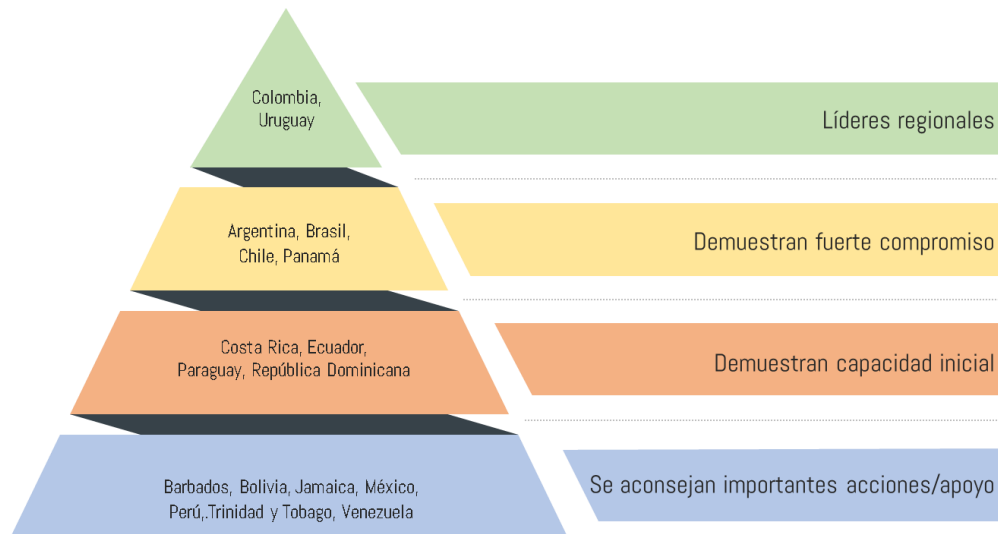 Colombia,
Uruguay
Líderes regionales
Argentina, Brasil,
Chile, Panamá
Demuestran fuerte compromiso
Costa Rica, Ecuador,
Paraguay, República Dominicana
Demuestran capacidad inicial
Barbados, Bolivia, Jamaica, México,
Perú,.Trinidad y Tobago, Venezuela
Se aconsejan importantes acciones/apoyo